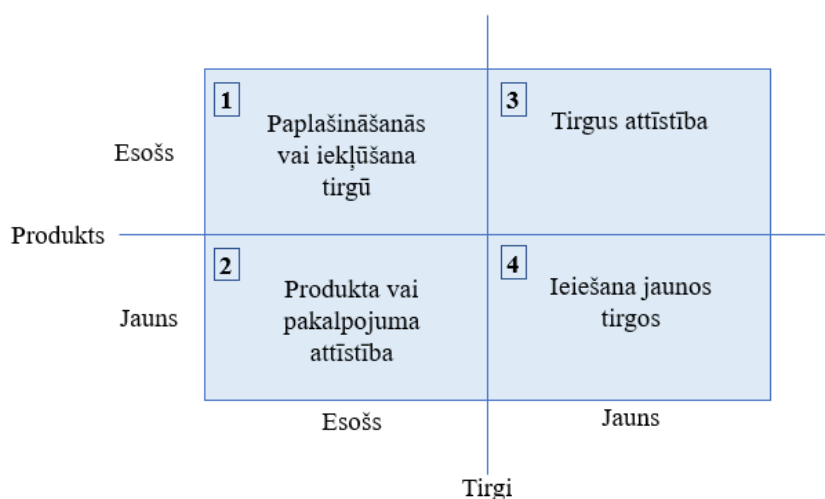 1
Paplašināšanās
vai iekļūšana
tirgū
3
Tirgus attīstība
Esošs
Produkts
2
Produkta vai
pakalpojuma
attīstība
4
Ieiešana jaunos
tirgos
Jauns
Esošs
Jauns
Tirgi